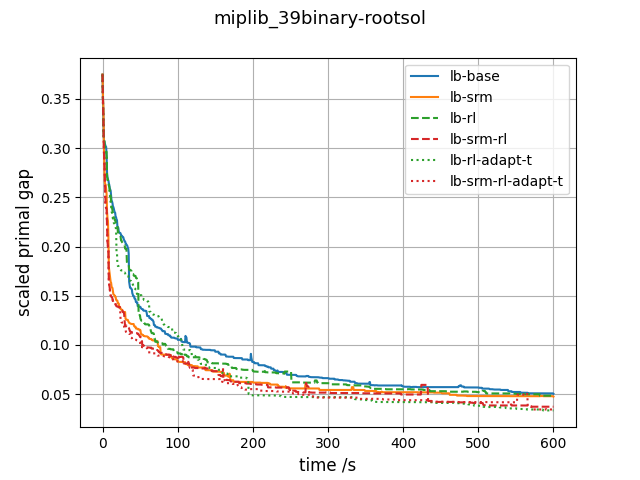 miplib_39binary-rootsol
lb-base
lb-srm
lb-rl
lb-srm-rl
lb-rl-adapt-t
lb-srm-rl-adapt-t
scaled primal gap
0.35
0.30
0.25
0.20
0.15
0.10
0.05
0 100 200 300 400 500 600
time /s